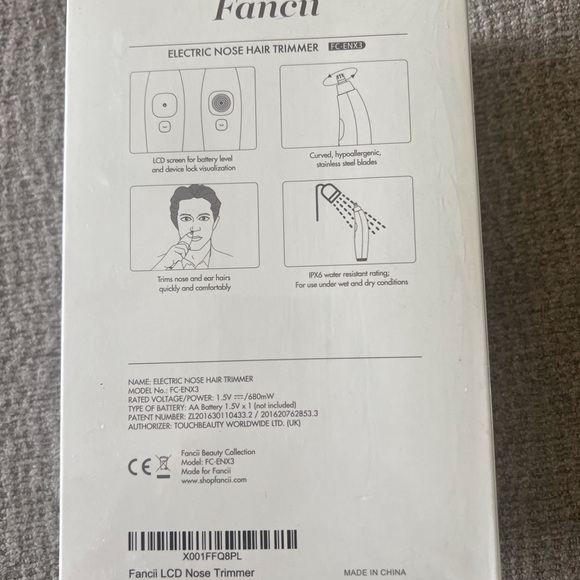 Fancii
ELECTRIC NOSE HAIR TRIMMER FC-ENX3
LCD screen for battery level
and device lock visualization
Curved, hypoallergenic,
stainless steel blades
Trims nose and ear hairs
quickly and comfortably
IPX6 water resistant rating;
For use under wet and dry conditions
NAME: ELECTRIC NOSE HAIR TRIMMER
MODEL No.: FC-ENX3
RATED VOLTAGE/POWER: 1.5V ⎓/680mW
TYPE OF BATTERY: AA Battery 1.5V x 1 (not included)
PATENT NUMBER: ZL201630110433.2 / 201620762853.3
AUTHORIZER: TOUCHBEAUTY WORLDWIDE LTD. (UK)
CE
Fancii Beauty Collection
Model: FC-ENX3
Made for Fancii
www.shopfancii.com
X001FFQ8PL
Fancii LCD Nose Trimmer
MADE IN CHINA